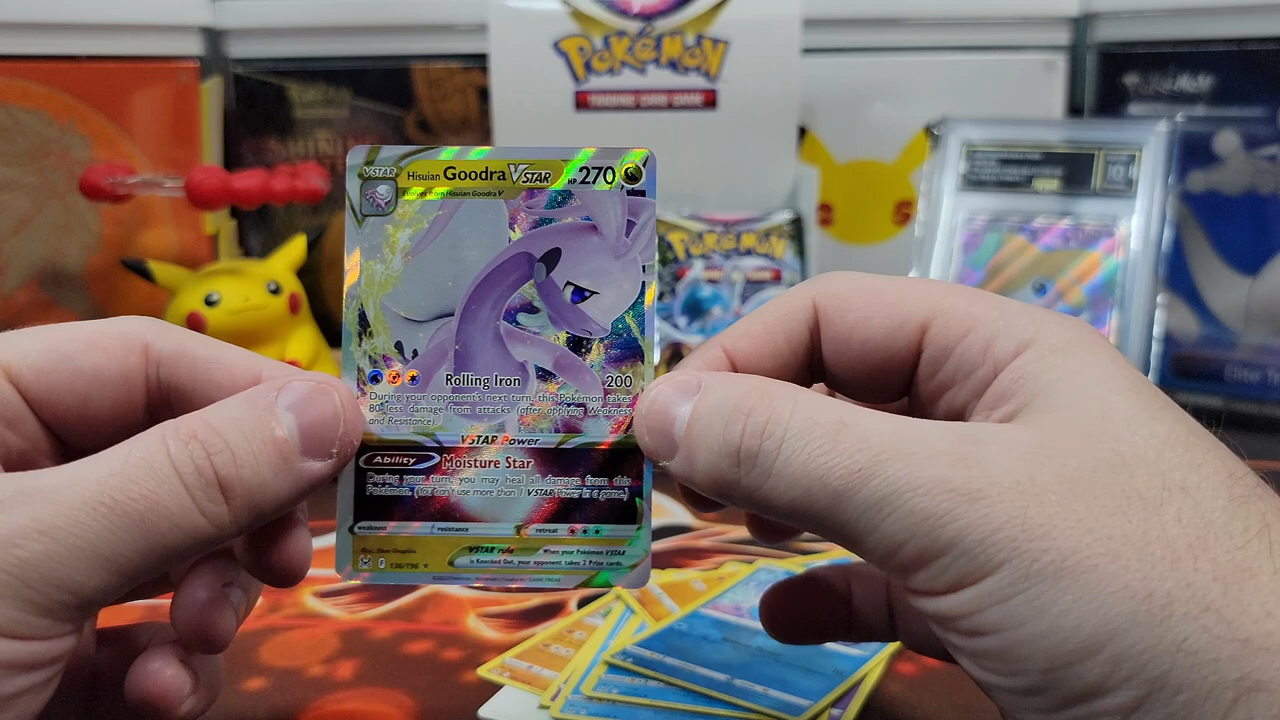 POKéMON
TRADING CARD GAME
POKéMON
VSTAR
Hisuian Goodra VSTAR HP 270
Evolves from Hisuian Goodra V
Rolling Iron 200
During your opponent's next turn, this Pokémon takes
80 less damage from attacks (after applying Weakness
and Resistance).
VSTAR Power
Ability Moisture Star
During your turn, you may heal all damage from this
Pokémon. (You can't use more than 1 VSTAR Power in a game.)
weakness resistance retreat
VSTAR rule When your Pokémon VSTAR
is Knocked Out, your opponent takes 2 Prize cards.
F 136/196
Elite